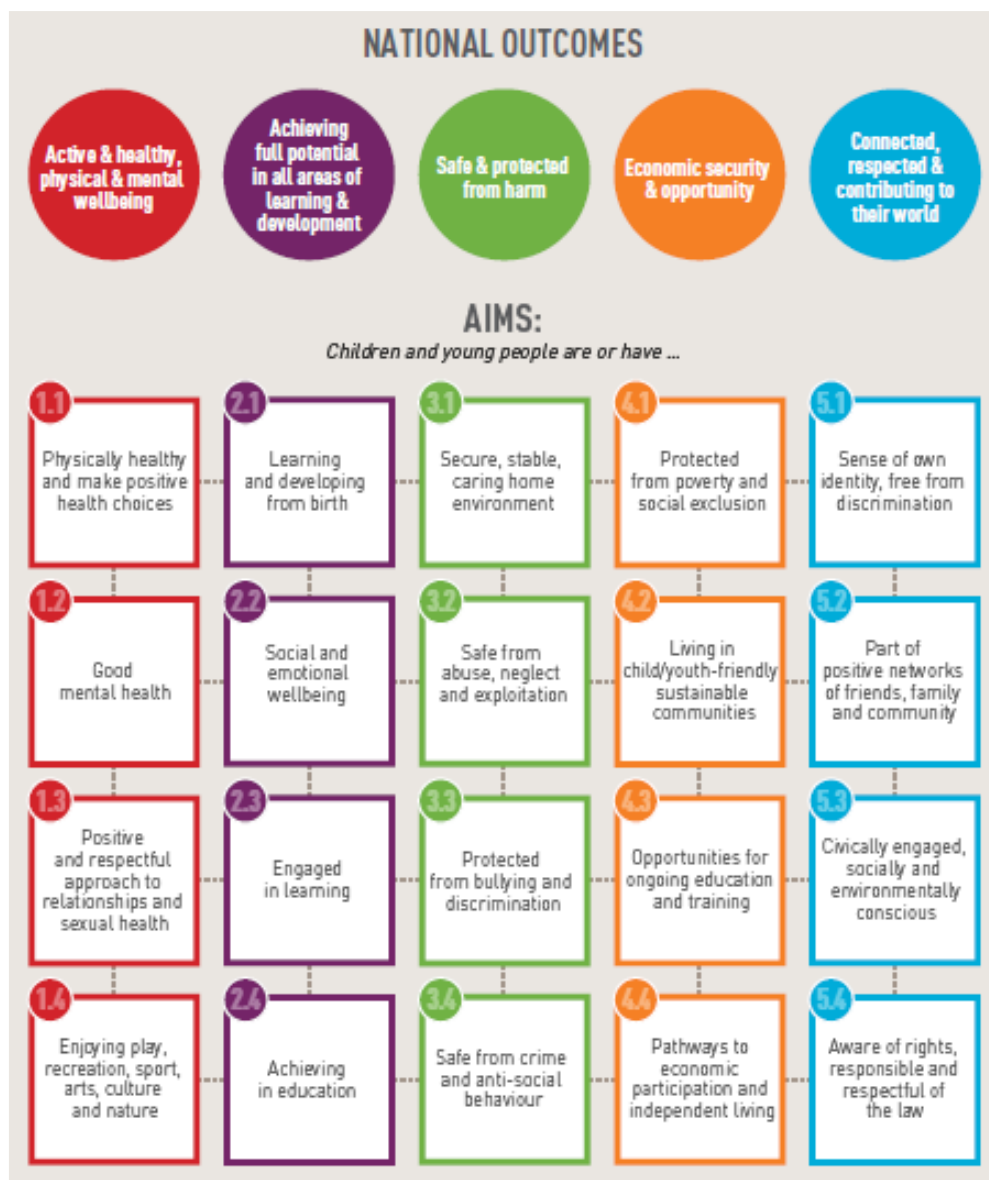 NATIONAL OUTCOMES
Active & healthy,
physical & mental
wellbeing
Achieving
full potential
in all areas of
learning &
development
Safe & protected
from harm
Economic security
& opportunity
Connected,
respected &
contributing to
their world
AIMS:
Children and young people are or have ...
1.1
Physically healthy
and make positive
health choices
2.1
Learning
and developing
from birth
3.1
Secure, stable,
caring home
environment
4.1
Protected
from poverty and
social exclusion
5.1
Sense of own
identity, free from
discrimination
1.2
Good
mental health
2.2
Social and
emotional
wellbeing
3.2
Safe from
abuse, neglect
and exploitation
4.2
Living in
child/youth-friendly
sustainable
communities
5.2
Part of
positive networks
of friends, family
and community
1.3
Positive
and respectful
approach to
relationships and
sexual health
2.3
Engaged
in learning
3.3
Protected
from bullying and
discrimination
4.3
Opportunities for
ongoing education
and training
5.3
Civically engaged,
socially and
environmentally
conscious
1.4
Enjoying play,
recreation, sport,
arts, culture
and nature
2.4
Achieving
in education
3.4
Safe from crime
and anti-social
behaviour
4.4
Pathways to
economic
participation and
independent living
5.4
Aware of rights,
responsible and
respectful of
the law